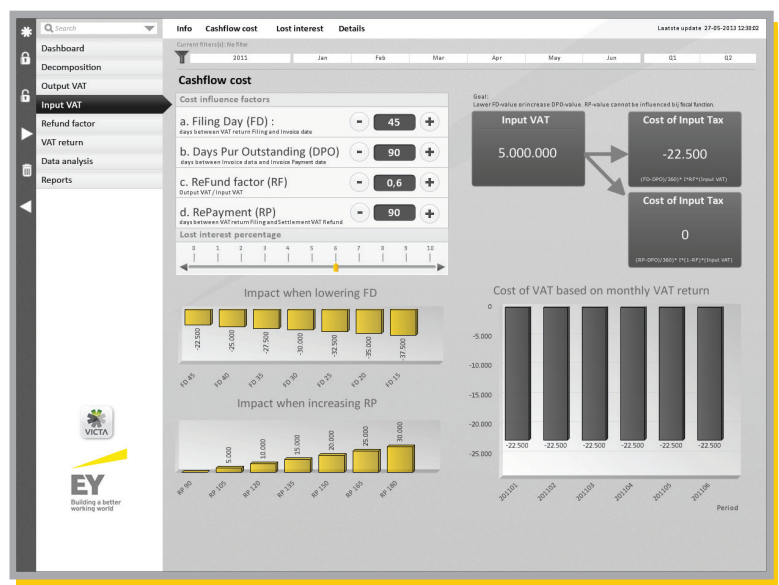 Search
Info Cashflow cost Lost interest Details
Laatste update 27-05-2013 12:38:02
Current filters(s): No filter
2011 Jan Feb Mar Apr May Jun Q1 Q2
Dashboard
Decomposition
Output VAT
Input VAT
Refund factor
VAT return
Data analysis
Reports
Cashflow cost
Cost influence factors
a. Filing Day (FD) :
days between VAT return Filing and Invoice date
- 45 +
b. Days Pur Outstanding (DPO)
days between Invoice data and Invoice Payment date
- 90 +
c. ReFund factor (RF)
Output VAT / Input VAT
- 0,6 +
d. RePayment (RP)
days between VAT return Filing and Settlement VAT Refund
- 90 +
Lost interest percentage
0 1 2 3 4 5 6 7 8 9 10
Goal:
Lower FD-value or increase DPO-value. RP-value cannot be influenced bij fiscal function.
Input VAT
5.000.000
Cost of Input Tax
-22.500
(FD-DPO)/360)* I*RF*(Input VAT)
Cost of Input Tax
0
(RP-DPO)/360)* I*(1-RF)*(Input VAT)
Impact when lowering FD
-22.500 -25.000 -27.500 -30.000 -32.500 -35.000 -37.500
FD 45 FD 40 FD 35 FD 30 FD 25 FD 20 FD 15
Impact when increasing RP
5.000 10.000 15.000 20.000 25.000 30.000
RP 90 RP 105 RP 120 RP 135 RP 150 RP 165 RP 180
Cost of VAT based on monthly VAT return
0
-5.000
-10.000
-15.000
-20.000
-25.000
-22.500 -22.500 -22.500 -22.500 -22.500 -22.500
201101 201102 201103 201104 201105 201106
Period
VICTA
EY
Building a better
working world